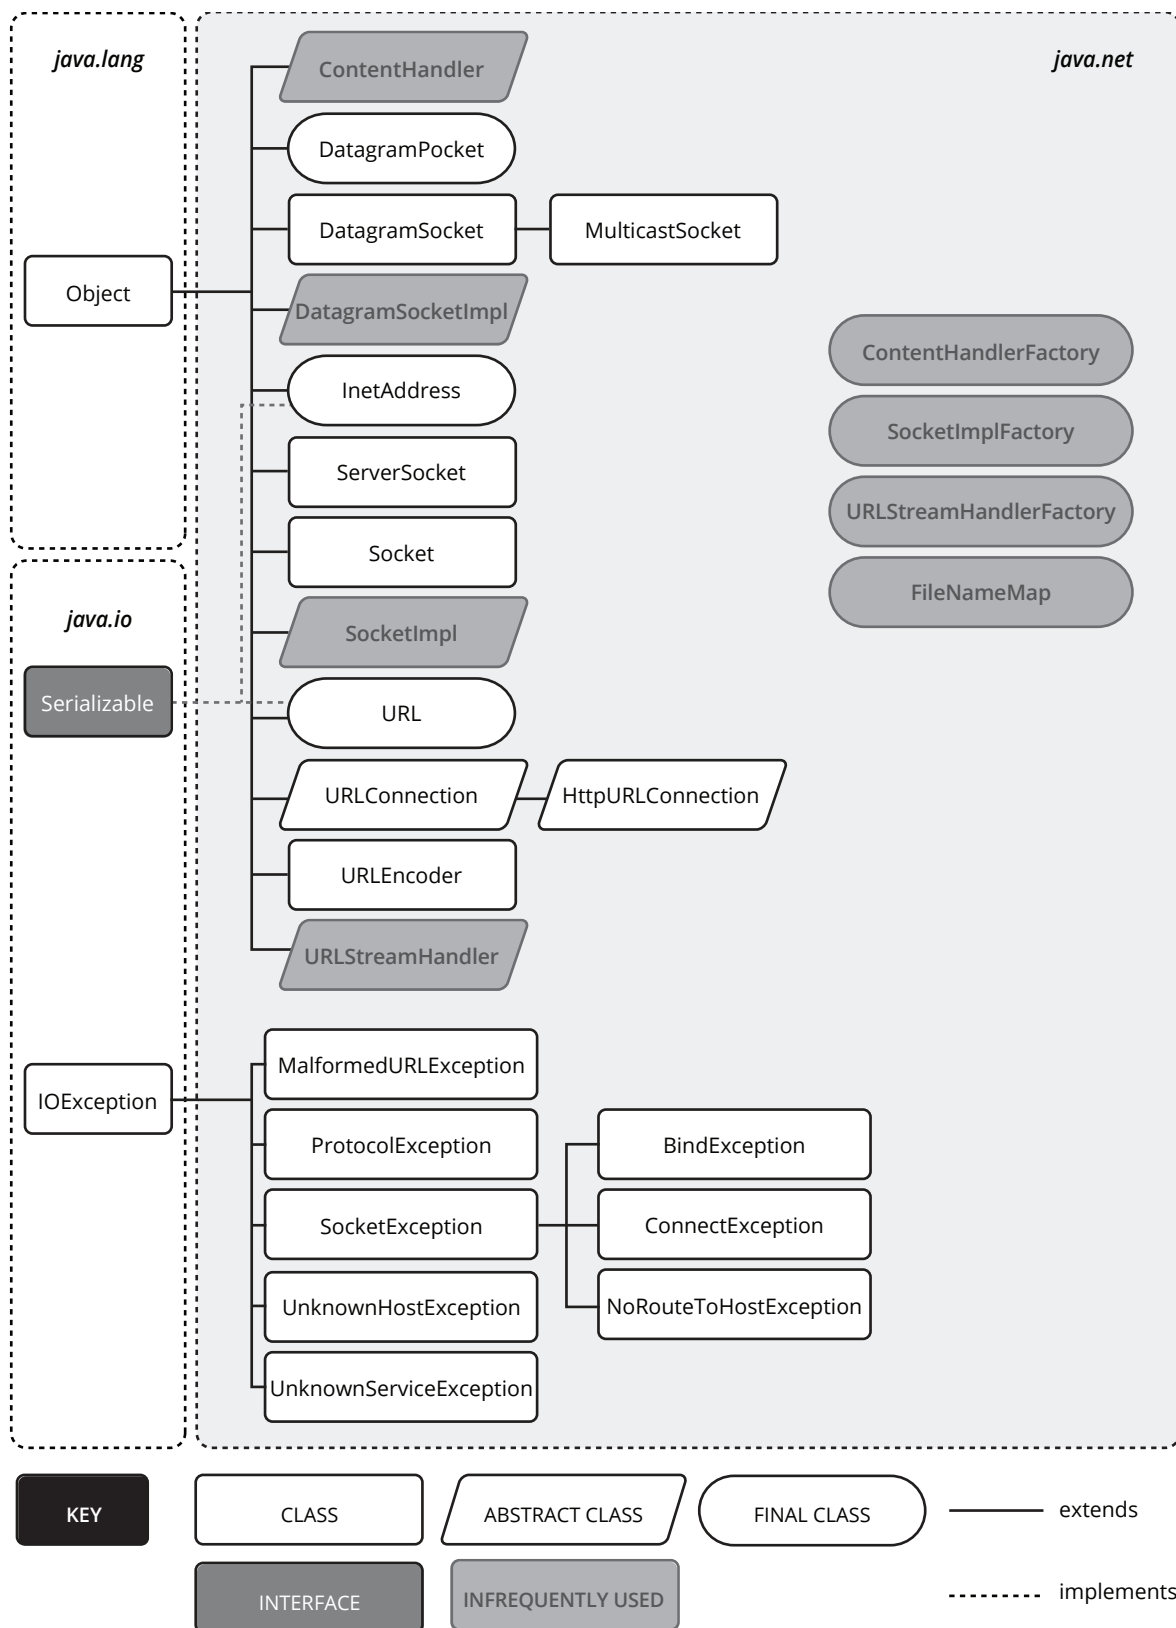 java.lang
java.net
ContentHandler
DatagramPocket
DatagramSocket
MulticastSocket
Object
DatagramSocketImpl
ContentHandlerFactory
InetAddress
SocketImplFactory
ServerSocket
URLStreamHandlerFactory
Socket
FileNameMap
java.io
SocketImpl
Serializable
URL
URLConnection
HttpURLConnection
URLEncoder
URLStreamHandler
MalformedURLException
IOException
ProtocolException
BindException
SocketException
ConnectException
UnknownHostException
NoRouteToHostException
UnknownServiceException
KEY
CLASS
ABSTRACT CLASS
FINAL CLASS
extends
INTERFACE
INFREQUENTLY USED
implements